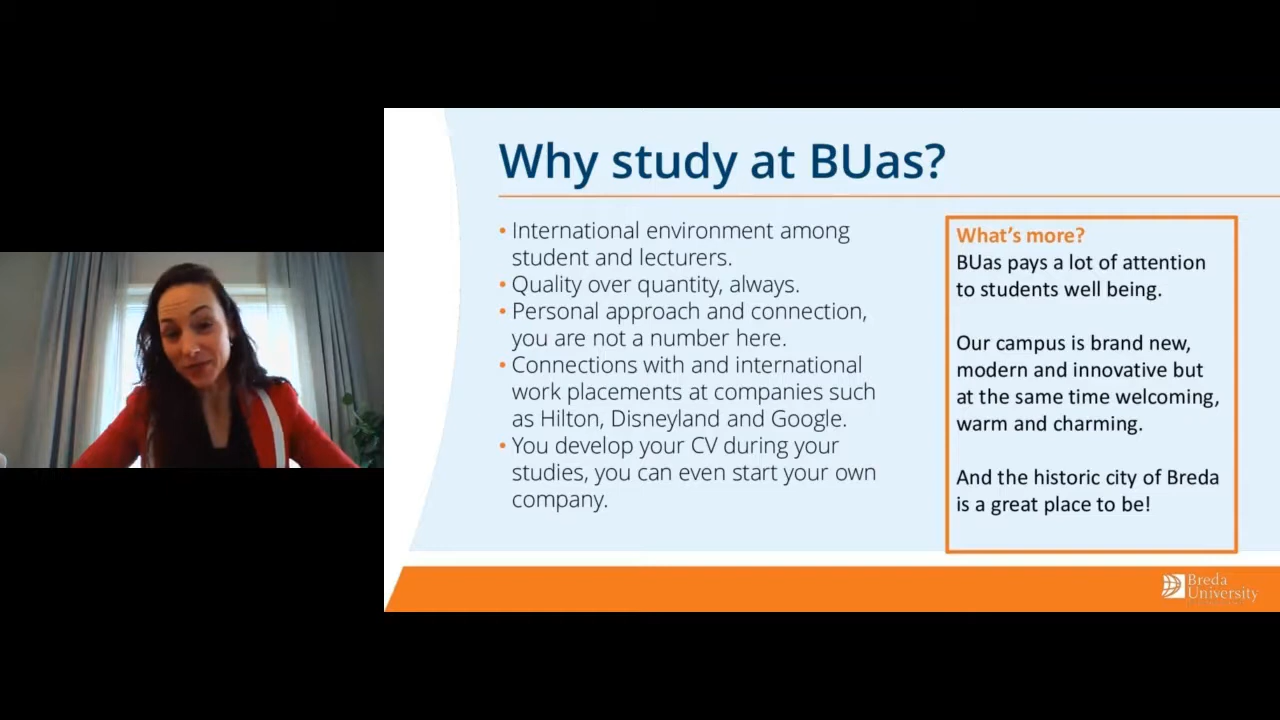 Why study at BUas?
• International environment among
student and lecturers.
• Quality over quantity, always.
• Personal approach and connection,
you are not a number here.
• Connections with and international
work placements at companies such
as Hilton, Disneyland and Google.
• You develop your CV during your
studies, you can even start your own
company.
What’s more?
BUas pays a lot of attention
to students well being.
Our campus is brand new,
modern and innovative but
at the same time welcoming,
warm and charming.
And the historic city of Breda
is a great place to be!
Breda
University